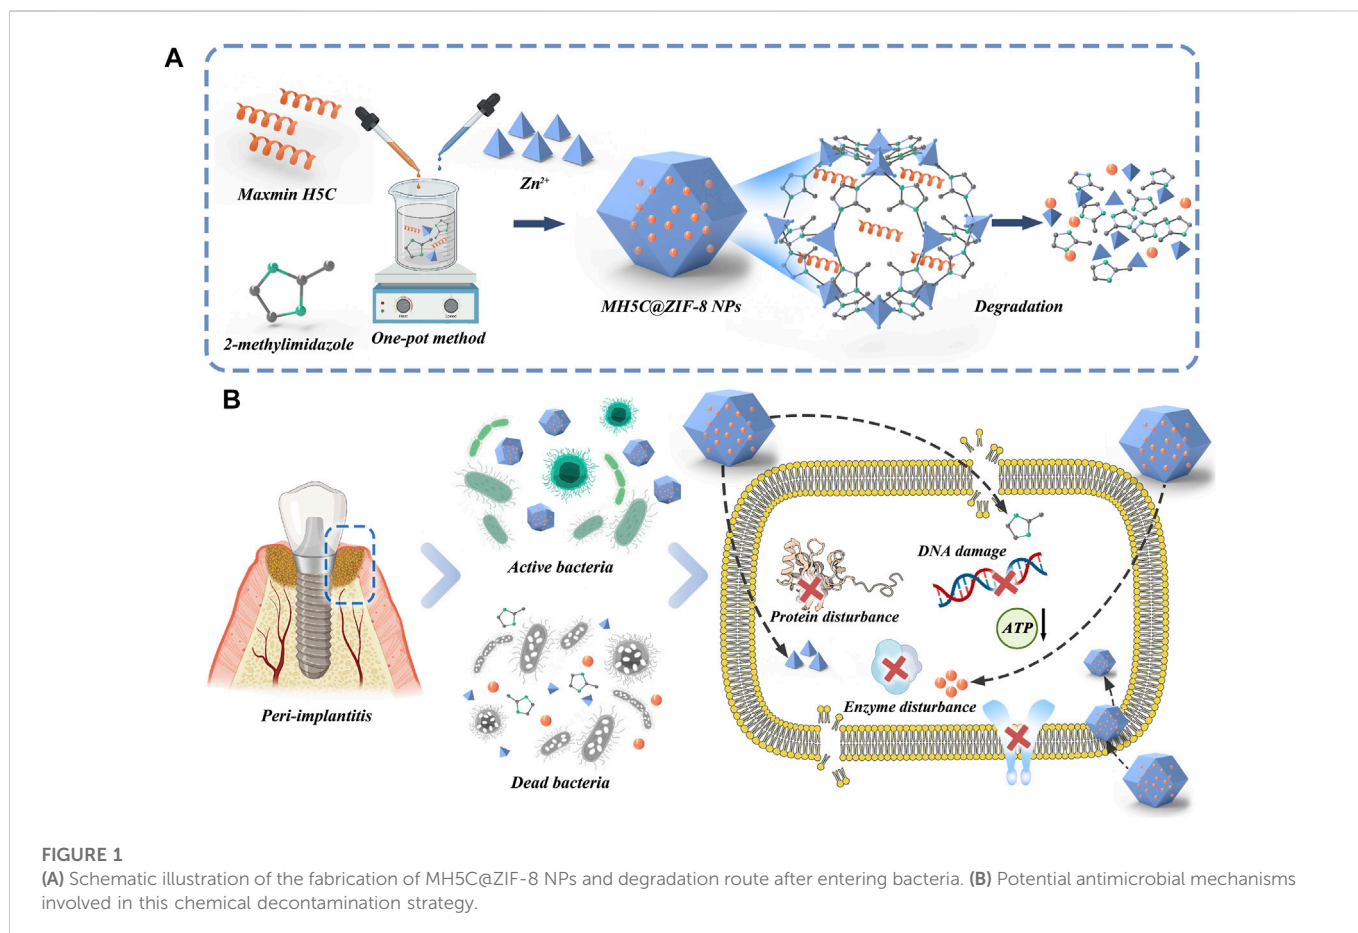 A
Maxmin H5C
Zn²⁺
2-methylimidazole
Heat
Speed
One-pot method
MH5C@ZIF-8 NPs
Degradation
B
Peri-implantitis
Active bacteria
Dead bacteria
DNA damage
Protein disturbance
ATP
Enzyme disturbance
FIGURE 1
(A) Schematic illustration of the fabrication of MH5C@ZIF-8 NPs and degradation route after entering bacteria. (B) Potential antimicrobial mechanisms
involved in this chemical decontamination strategy.